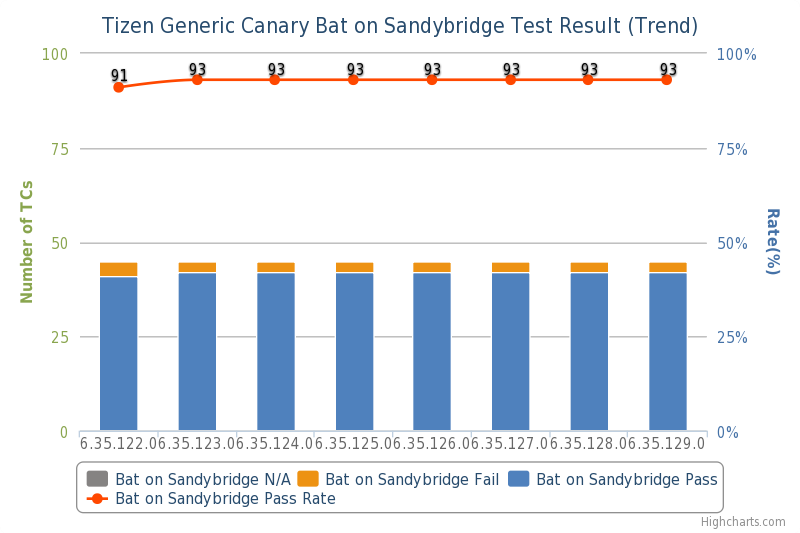 Tizen Generic Canary Bat on Sandybridge Test Result (Trend)
100 100%
91 93 93 93 93 93 93 93
75 75%
Number of TCs
Rate(%)
50 50%
25 25%
0 0%
6.35.122.0 6.35.123.0 6.35.124.0 6.35.125.0 6.35.126.0 6.35.127.0 6.35.128.0 6.35.129.0
Bat on Sandybridge N/A Bat on Sandybridge Fail Bat on Sandybridge Pass
Bat on Sandybridge Pass Rate
Highcharts.com